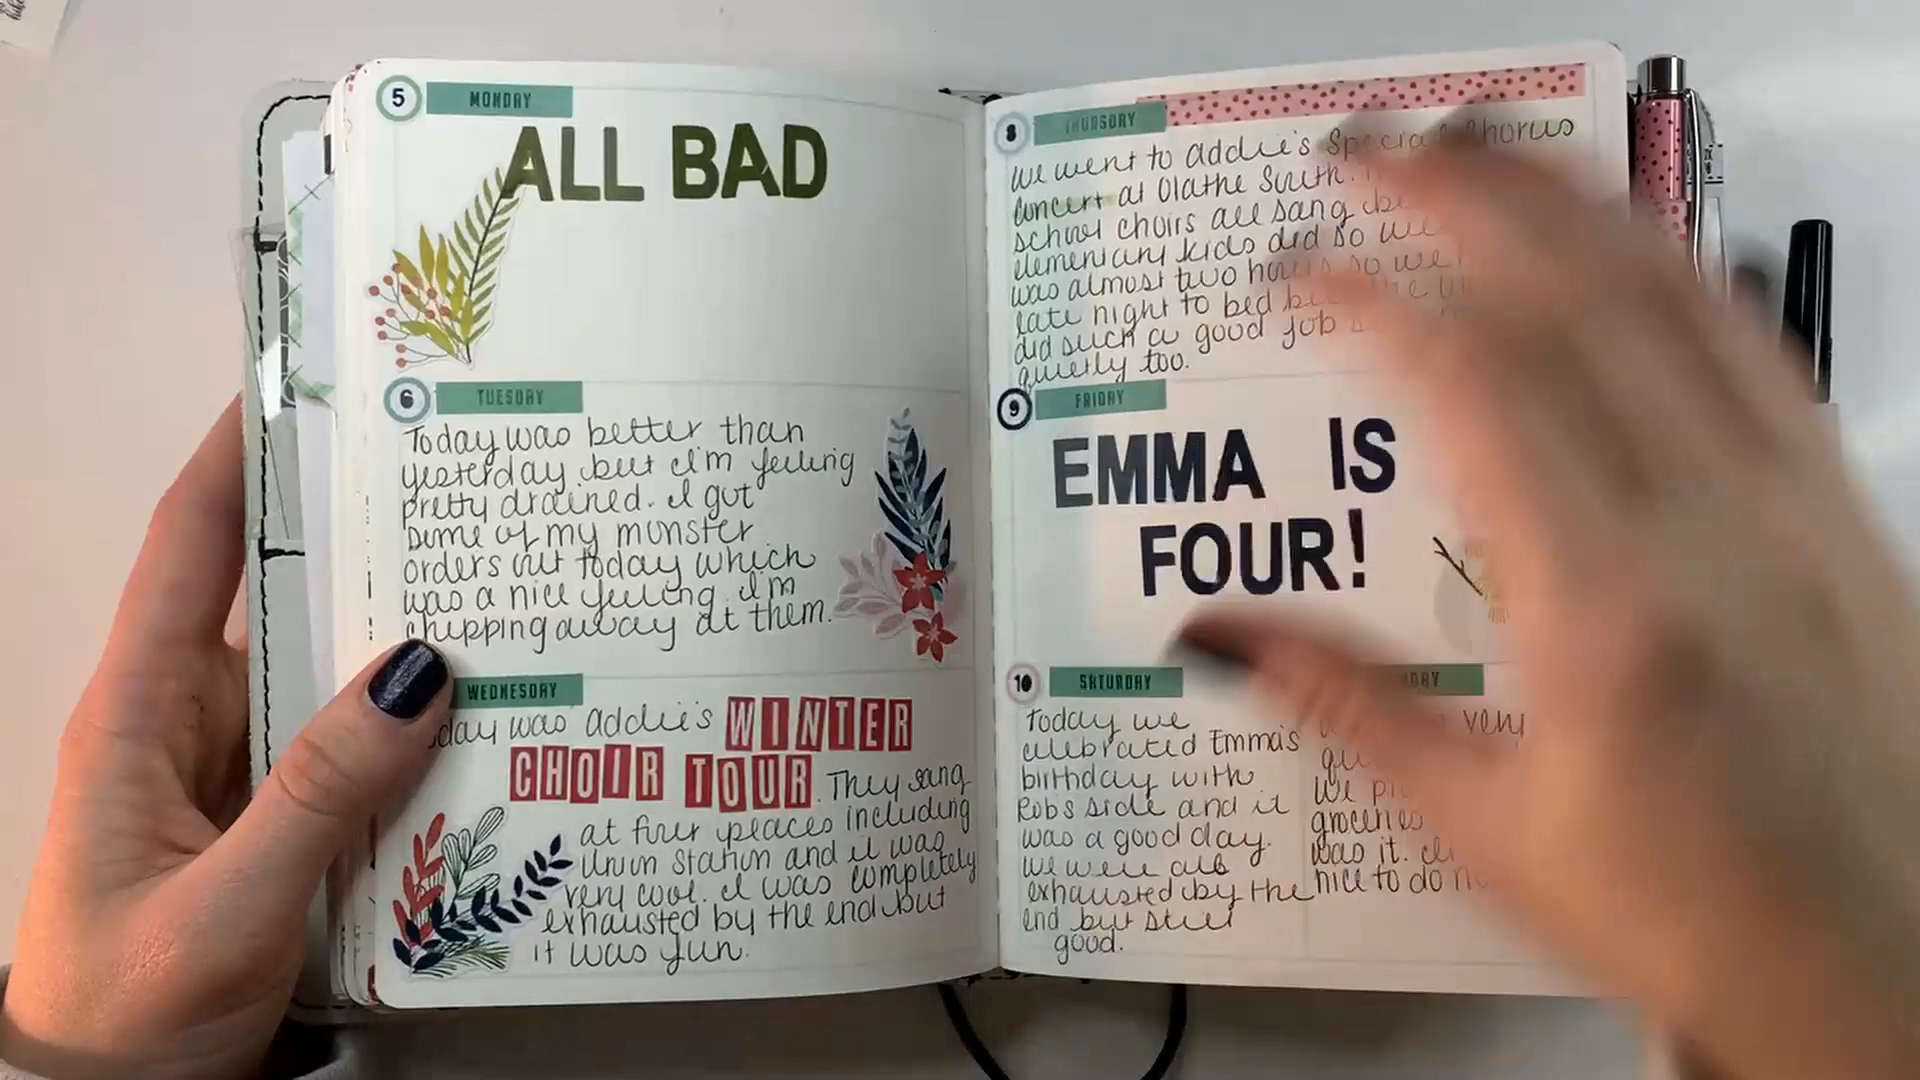 5 MONDAY
ALL BAD
6 TUESDAY
Today was better than
yesterday but I'm feeling
pretty drained. I got
some of my monster
orders out today which
was a nice feeling. I'm
chipping away at them.
WEDNESDAY
was Addie's WINTER
CHOIR TOUR. They sang
at four places including
Union Station and it was
very cool. I was completely
exhausted by the end but
it was fun.
8 THURSDAY
We went to Addie's Special Chorus
concert at Olathe South.
school choirs all sang
elementary kids did so
was almost two hours so we
late night to bed
did such a good job
quietly too.
9 FRIDAY
EMMA IS
FOUR!
10 SATURDAY
Today we
celebrated Emma's
birthday with
Rob's side and it
was a good day.
We were all
exhausted by the
end but still
good.
very
We
groceries
was it.
nice to do